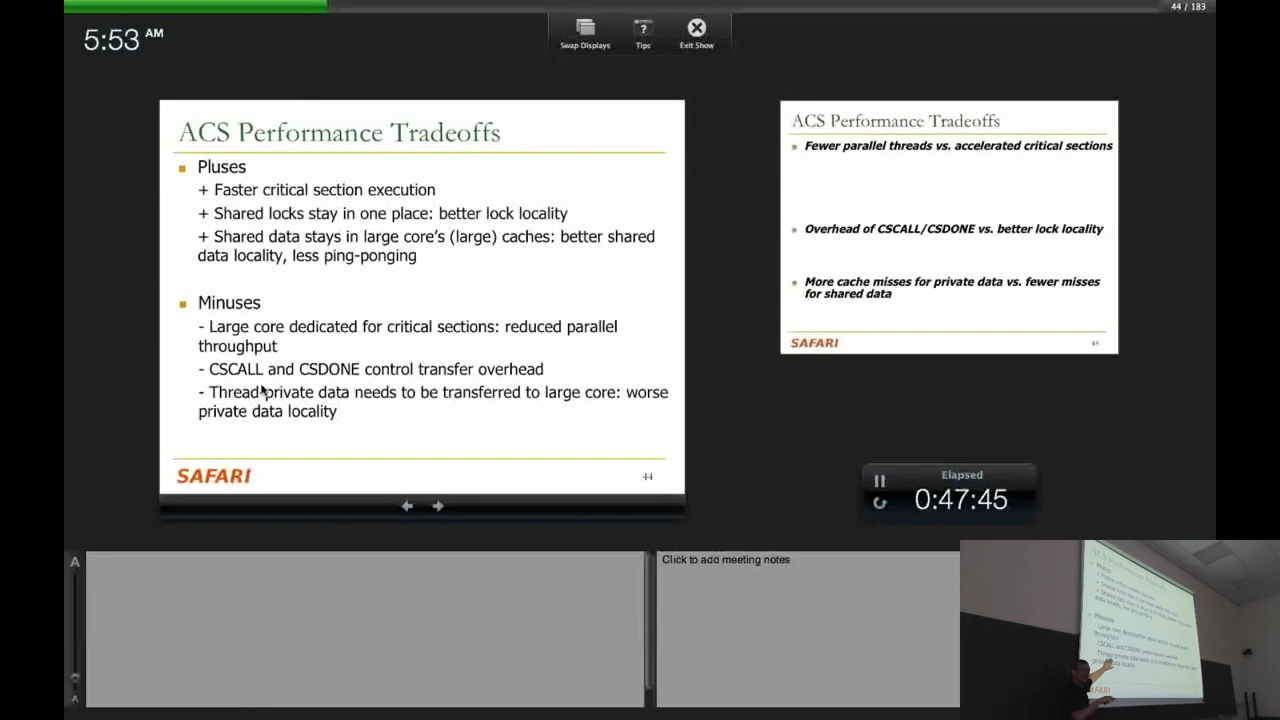 44 / 183
5:53 AM
Swap Displays
Tips
Exit Show
ACS Performance Tradeoffs
Pluses
+ Faster critical section execution
+ Shared locks stay in one place: better lock locality
+ Shared data stays in large core's (large) caches: better shared
data locality, less ping-ponging
Minuses
- Large core dedicated for critical sections: reduced parallel
throughput
- CSCALL and CSDONE control transfer overhead
- Thread private data needs to be transferred to large core: worse
private data locality
SAFARI
44
ACS Performance Tradeoffs
Fewer parallel threads vs. accelerated critical sections
Overhead of CSCALL/CSDONE vs. better lock locality
More cache misses for private data vs. fewer misses
for shared data
SAFARI
45
Elapsed
0:47:45
A
A
Click to add meeting notes
ACS Performance Tradeoffs
Minuses